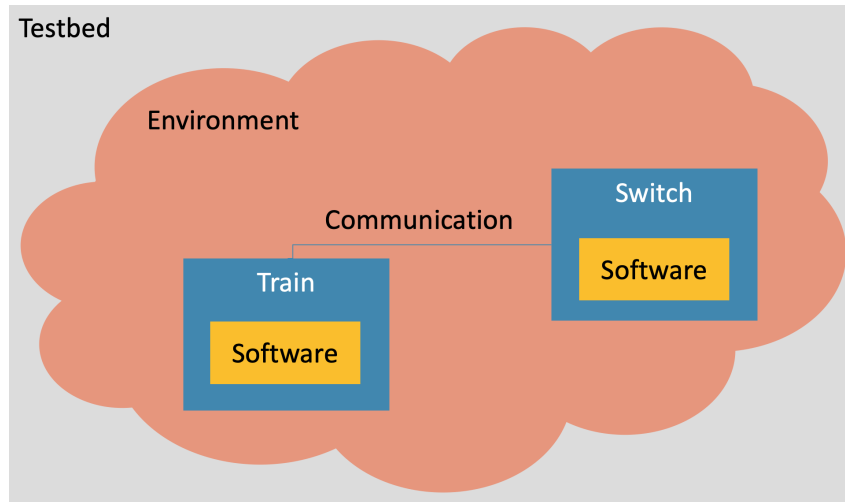 Testbed
Environment
Switch
Communication
Software
Train
Software